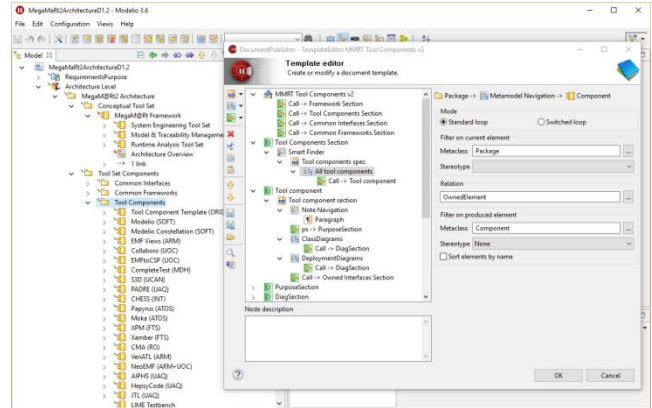 MegaMaRt2ArchitectureD1.2 - Modelio 3.6
File Edit Configuration Views Help
Model
MegaMaRt2ArchitectureD1.2
RequirementsPurpose
Architecture Level
MegaM@Rt2 Architecture
Conceptual Tool Set
MegaM@Rt Framework
System Engineering Tool Set
Model & Traceability Manageme
Runtime Analysis Tool Set
Architecture Overview
1 link
Tool Set Components
Common Interfaces
Common Frameworks
Tool Components
Tool Component Template (ORG
Modelio (SOFT)
Modelio Constellation (SOFT)
EMF Views (ARM)
Collaboro (UOC)
EMFtoCSP (UOC)
CompleteTest (MDH)
S3D (UCAN)
PADRE (UAQ)
CHESS (INT)
Papyrus (ATOS)
Moka (ATOS)
XPM (FTS)
Xamber (FTS)
CMA (RO)
VeriATL (ARM)
NeoEMF (ARM+UOC)
AIPHS (UAQ)
HepsyCode (UAQ)
JTL (UAQ)
LIME Testbench
DocumentPublisher - TemplateEditor MMRT Tool Components v2
Template editor
Create or modify a document template.
MMRT Tool Components v2
Call -> Framework Section
Call -> Tool Components Section
Call -> Common Interfaces Section
Call -> Common Frameworks Section
Tool Components Section
Smart Finder
Tool components spec
All tool components
Call -> Tool component
Tool component
Tool component section
Note Navigation
Paragraph
ps -> PurposeSection
ClassDiagrams
Call -> DiagSection
DeploymentDiagrams
Call -> DiagSection
Call -> Owned Interfaces Section
PurposeSection
DiagSection
Node description
Package -> Metamodel Navigation -> Component
Mode
Standard loop Switched loop
Filter on current element
Metaclass Package ...
Stereotype
Relation
OwnedElement ...
Filter on produced element
Metaclass Component ...
Stereotype None
Sort elements by name
OK Cancel